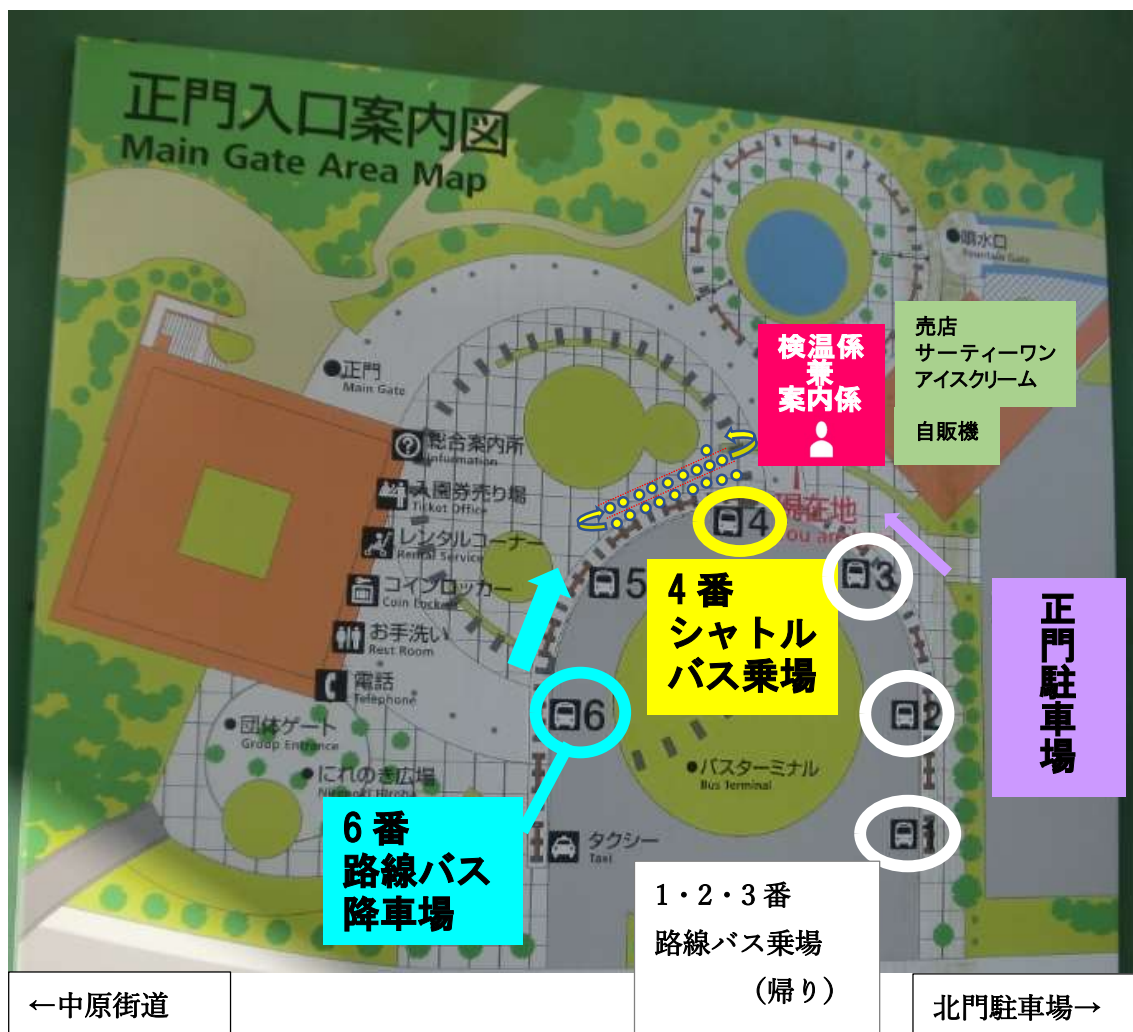 正門入口案内図
Main Gate Area Map
噴水口
Fountain Gate
検温係
兼
案内係
売店
サーティーワン
アイスクリーム
自販機
正門
Main Gate
総合案内所
Information
入園券売り場
Ticket Office
レンタルコーナー
Rental Service
コインロッカー
Coin Locker
お手洗い
Rest Room
電話
Telephone
団体ゲート
Group Entrance
にれのき広場
現在地
You are
4
5
3
6
2
1
4番
シャトル
バス乗場
正門駐車場
バスターミナル
Bus Terminal
タクシー
Taxi
6番
路線バス
降車場
1・2・3番
路線バス乗場
(帰り)
←中原街道
北門駐車場→